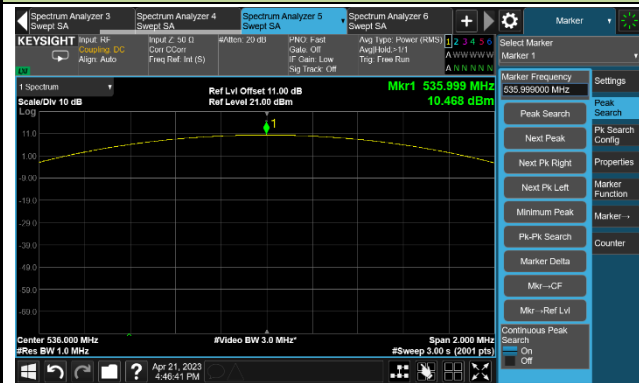 Spectrum Analyzer 3
Swept SA
Spectrum Analyzer 4
Swept SA
Spectrum Analyzer 5
Swept SA
Spectrum Analyzer 6
Swept SA
+
Marker
KEYSIGHT
Input: RF
Coupling: DC
Align: Auto
Input Z: 50 Ω
Corr CCorr
Freq Ref: Int (S)
#Atten: 20 dB
PNO: Fast
Gate: Off
IF Gain: Low
Sig Track: Off
Avg Type: Power (RMS)
Avg|Hold:>1/1
Trig: Free Run
1 2 3 4 5 6
A W W W W W
A N N N N N
LVI
Select Marker
Marker 1
1 Spectrum
Scale/Div 10 dB
Log
Ref Lvl Offset 11.00 dB
Ref Level 21.00 dBm
Mkr1 535.999 MHz
10.468 dBm
1
11.0
1.00
-9.00
-19.0
-29.0
-39.0
-49.0
-59.0
-69.0
Center 536.000 MHz
#Res BW 1.0 MHz
#Video BW 3.0 MHz*
Span 2.000 MHz
#Sweep 3.00 s (2001 pts)
Marker Frequency
535.999000 MHz
Peak Search
Next Peak
Next Pk Right
Next Pk Left
Minimum Peak
Pk-Pk Search
Marker Delta
Mkr→CF
Mkr→Ref Lvl
Continuous Peak
Search
On
Off
Settings
Peak
Search
Pk Search
Config
Properties
Marker
Function
Marker→
Counter
?
Apr 21, 2023
4:46:41 PM